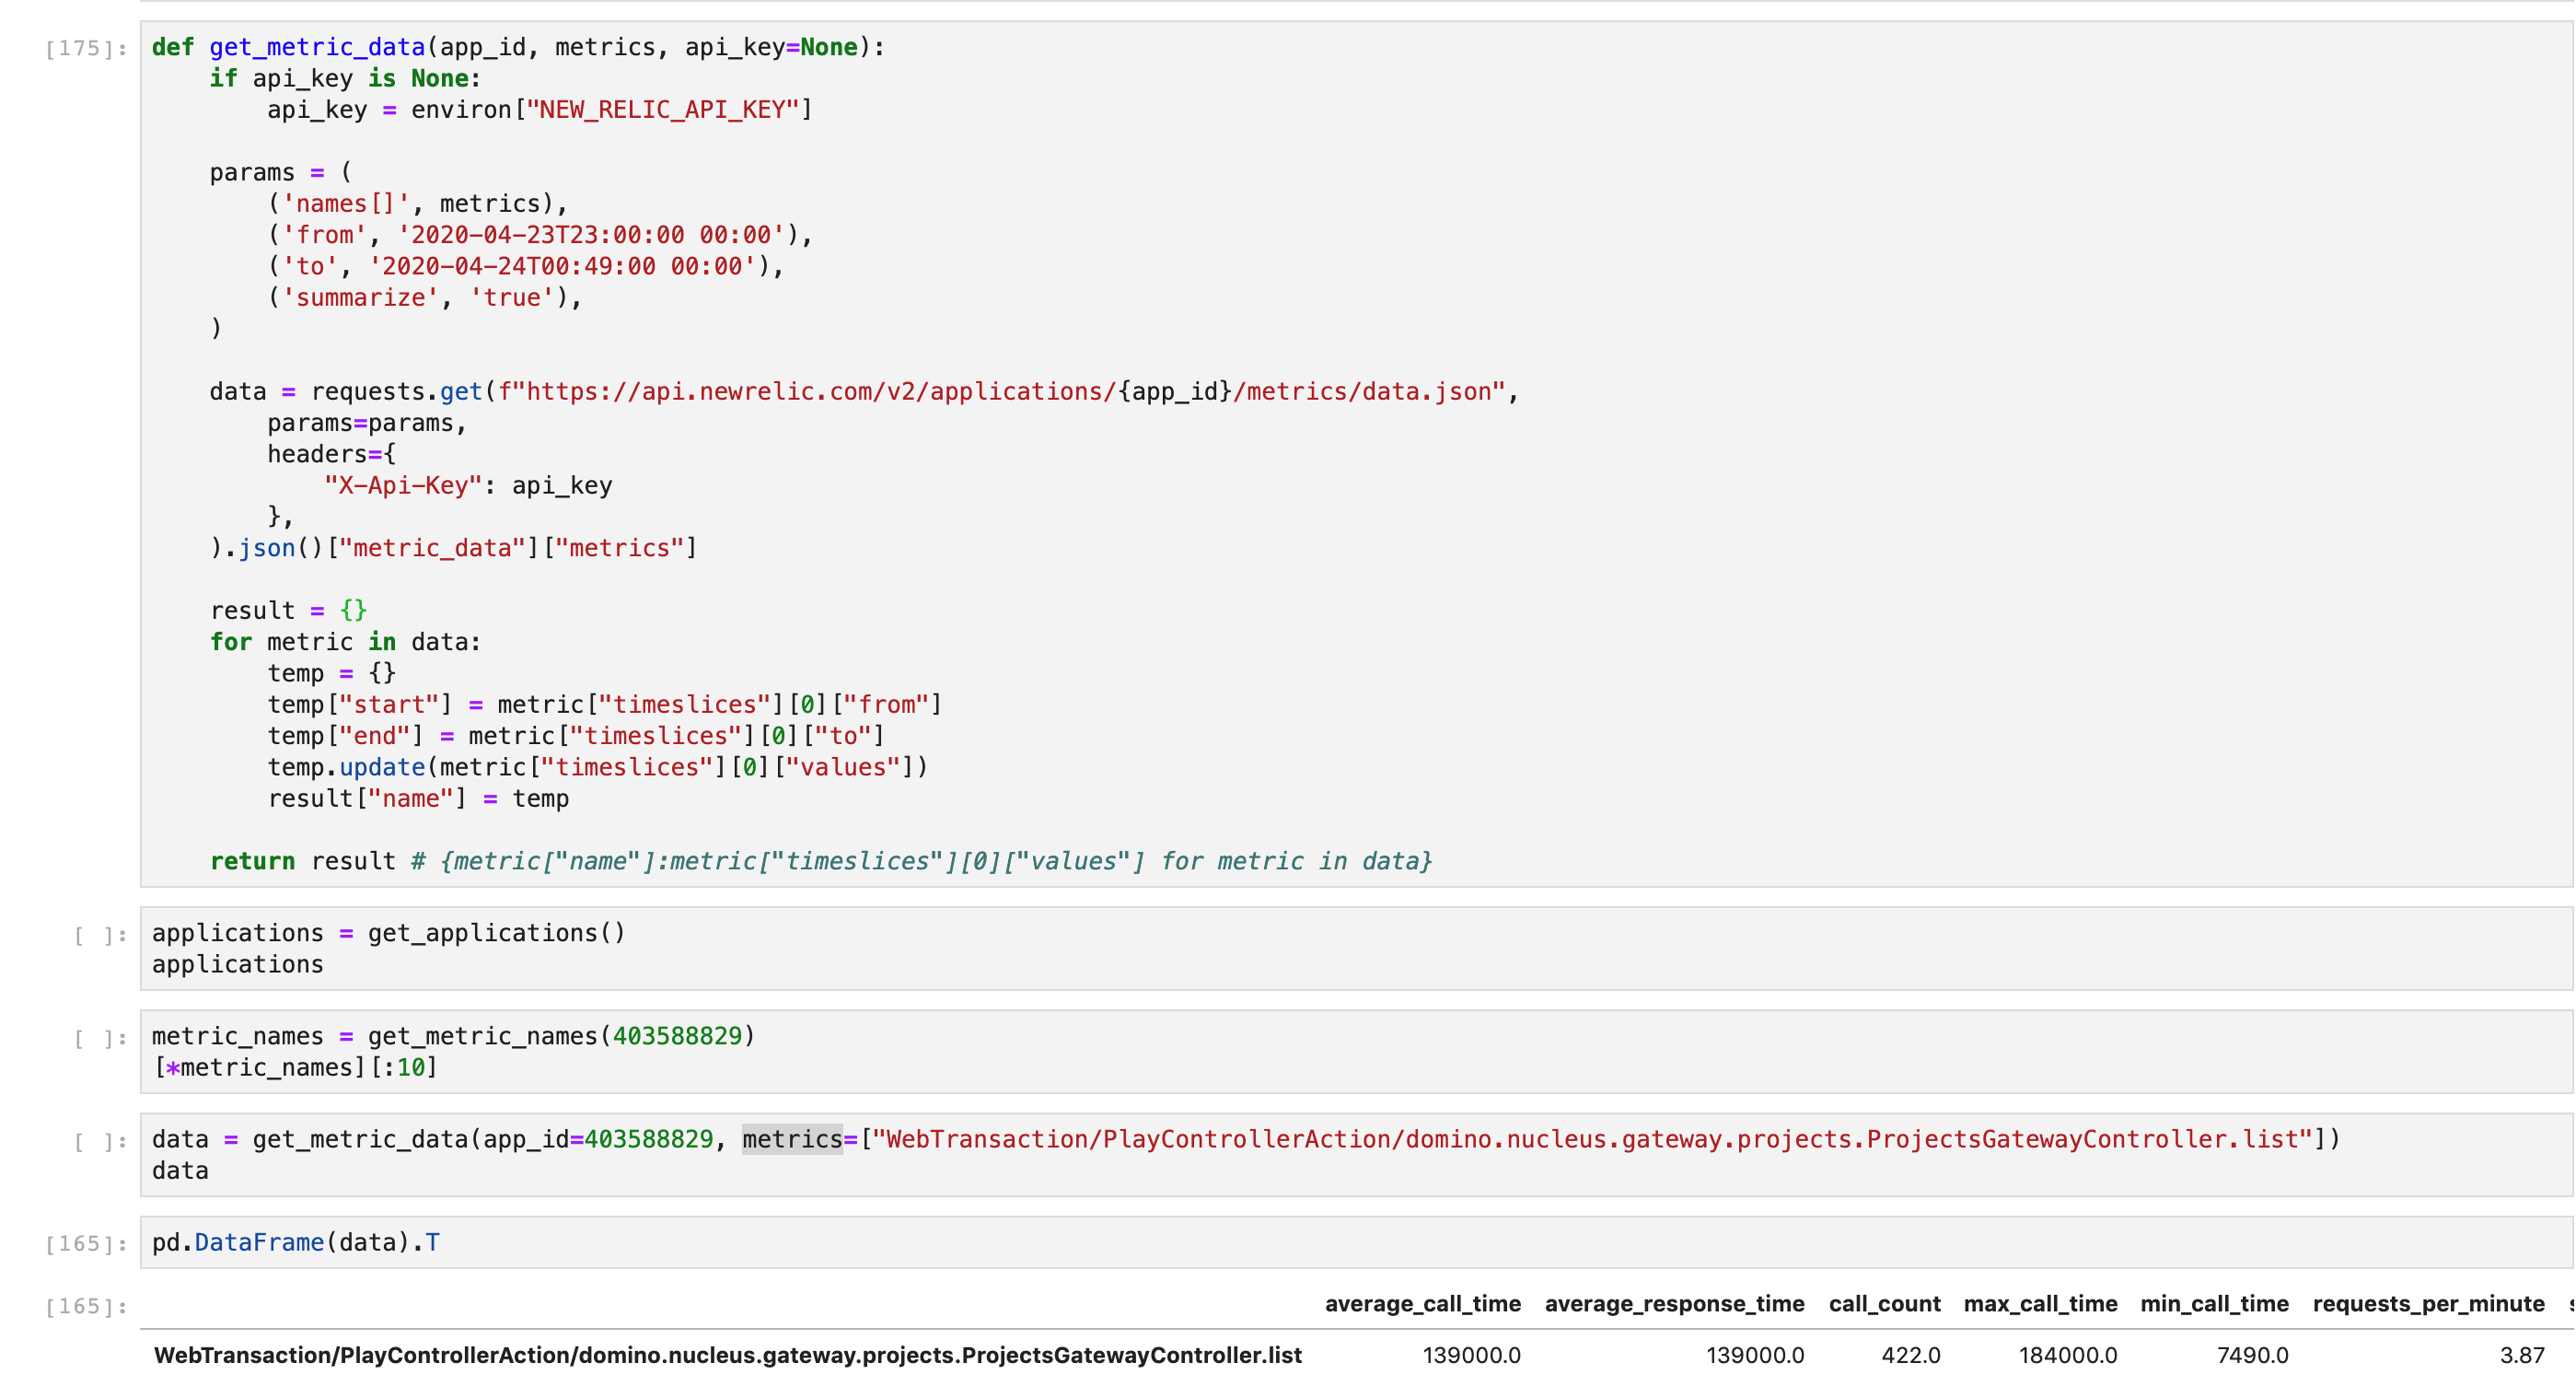 [175]: def get_metric_data(app_id, metrics, api_key=None):
    if api_key is None:
        api_key = environ["NEW_RELIC_API_KEY"]
    params = (
        ('names[]', metrics),
        ('from', '2020-04-23T23:00:00 00:00'),
        ('to', '2020-04-24T00:49:00 00:00'),
        ('summarize', 'true'),
    )
    data = requests.get(f"https://api.newrelic.com/v2/applications/{app_id}/metrics/data.json",
        params=params,
        headers={
            "X-Api-Key": api_key
        },
    ).json()["metric_data"]["metrics"]
    result = {}
    for metric in data:
        temp = {}
        temp["start"] = metric["timeslices"][0]["from"]
        temp["end"] = metric["timeslices"][0]["to"]
        temp.update(metric["timeslices"][0]["values"])
        result["name"] = temp
    return result # {metric["name"]:metric["timeslices"][0]["values"] for metric in data}
[ ]: applications = get_applications()
applications
[ ]: metric_names = get_metric_names(403588829)
[*metric_names][:10]
[ ]: data = get_metric_data(app_id=403588829, metrics=["WebTransaction/PlayControllerAction/domino.nucleus.gateway.projects.ProjectsGatewayController.list"])
data
[165]: pd.DataFrame(data).T
[165]: average_call_time average_response_time call_count max_call_time min_call_time requests_per_minute
WebTransaction/PlayControllerAction/domino.nucleus.gateway.projects.ProjectsGatewayController.list 139000.0 139000.0 422.0 184000.0 7490.0 3.87